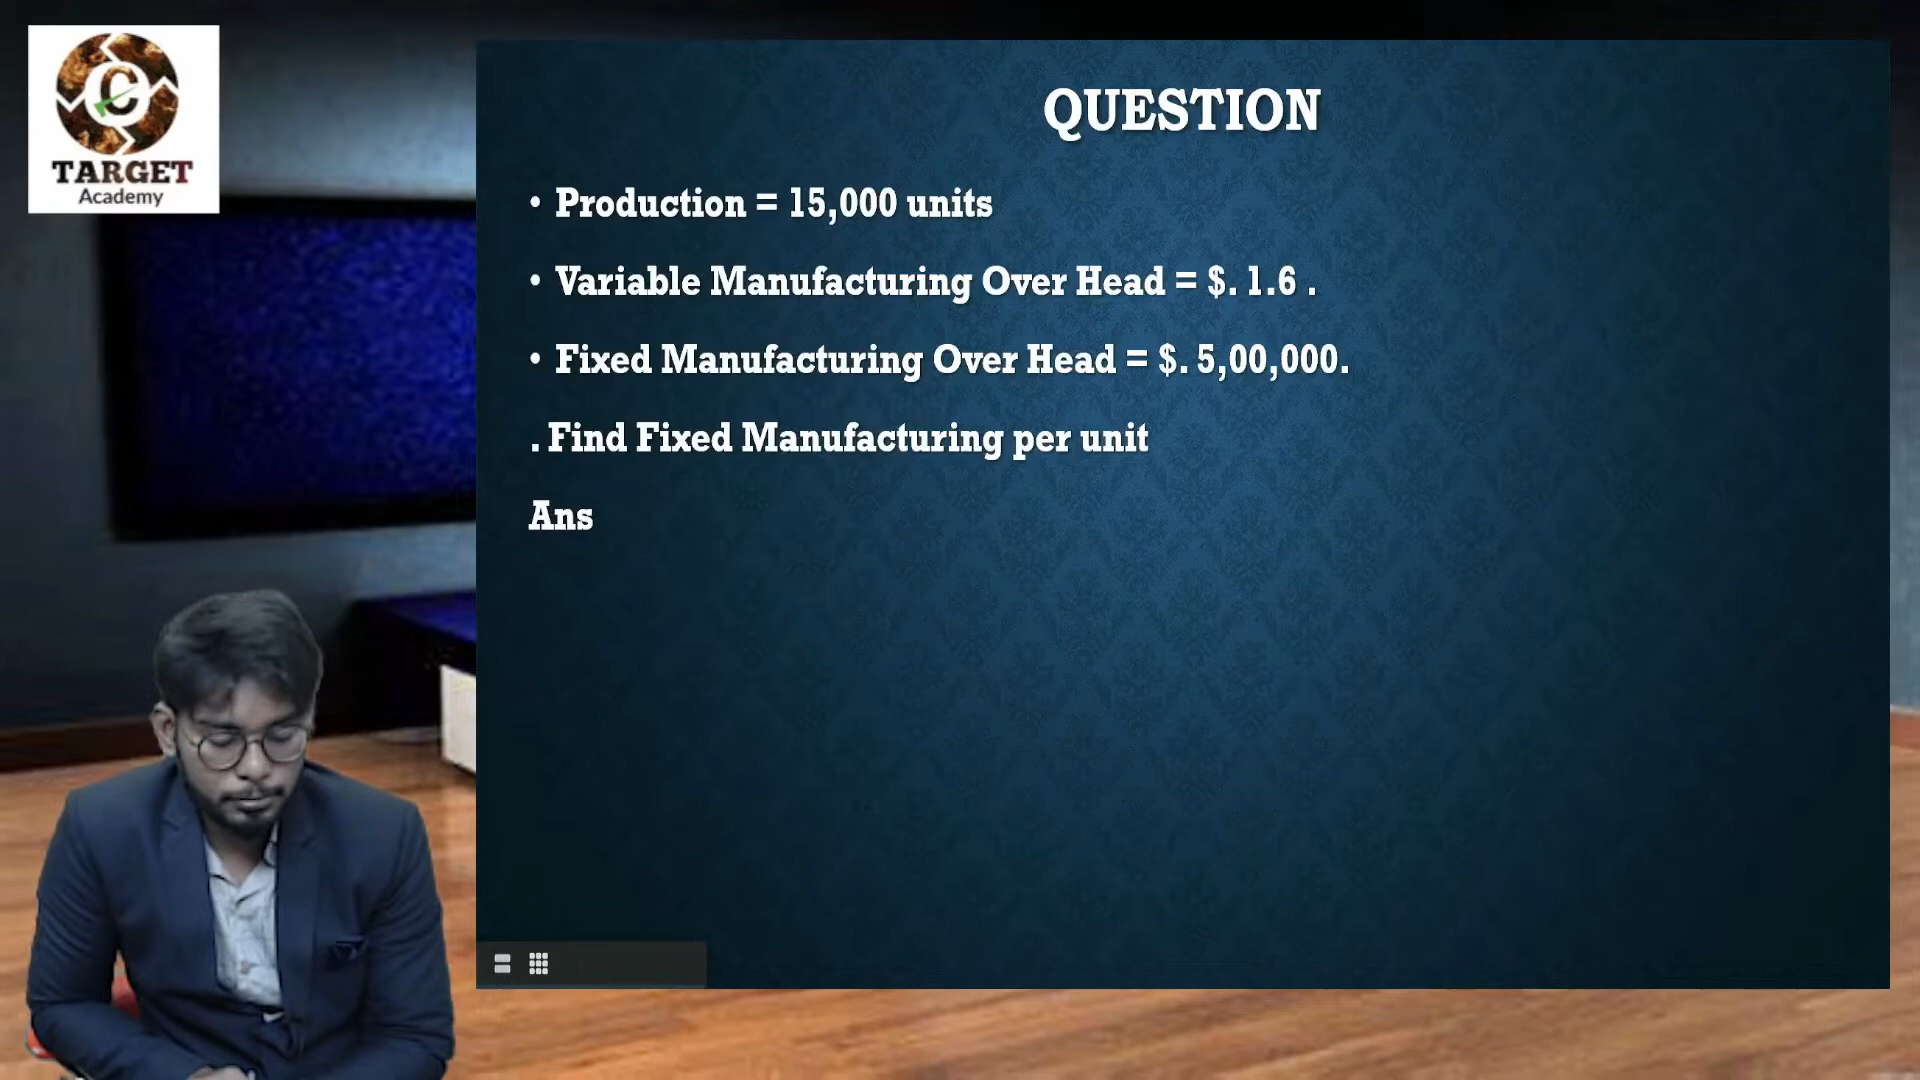 TARGET
Academy
QUESTION
• Production = 15,000 units
• Variable Manufacturing Over Head = $. 1.6 .
• Fixed Manufacturing Over Head = $. 5,00,000.
. Find Fixed Manufacturing per unit
Ans